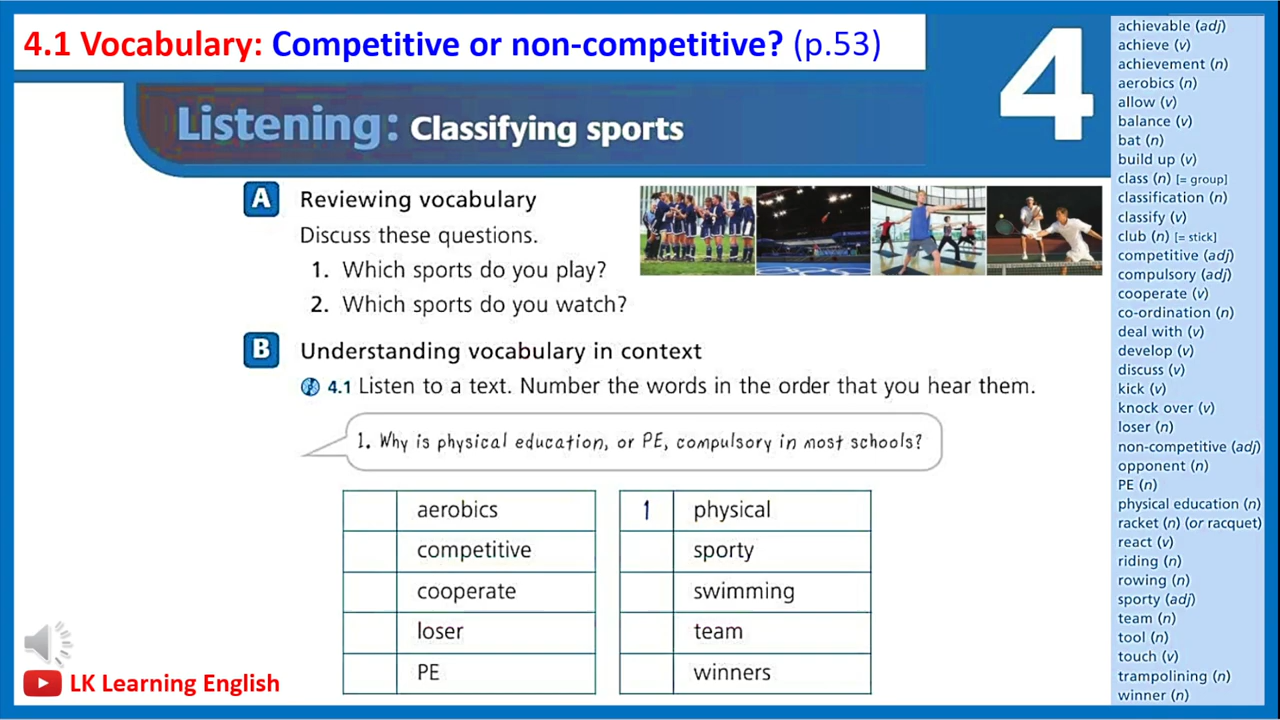 4.1 Vocabulary: Competitive or non-competitive? (p.53)
4
Listening: Classifying sports
A Reviewing vocabulary
Discuss these questions.
1. Which sports do you play?
2. Which sports do you watch?
B Understanding vocabulary in context
4.1 Listen to a text. Number the words in the order that you hear them.
1. Why is physical education, or PE, compulsory in most schools?
aerobics
competitive
cooperate
loser
PE
1 physical
sporty
swimming
team
winners
LK Learning English
achievable (adj)
achieve (v)
achievement (n)
aerobics (n)
allow (v)
balance (v)
bat (n)
build up (v)
class (n) [= group]
classification (n)
classify (v)
club (n) [= stick]
competitive (adj)
compulsory (adj)
cooperate (v)
co-ordination (n)
deal with (v)
develop (v)
discuss (v)
kick (v)
knock over (v)
loser (n)
non-competitive (adj)
opponent (n)
PE (n)
physical education (n)
racket (n) (or racquet)
react (v)
riding (n)
rowing (n)
sporty (adj)
team (n)
tool (n)
touch (v)
trampolining (n)
winner (n)